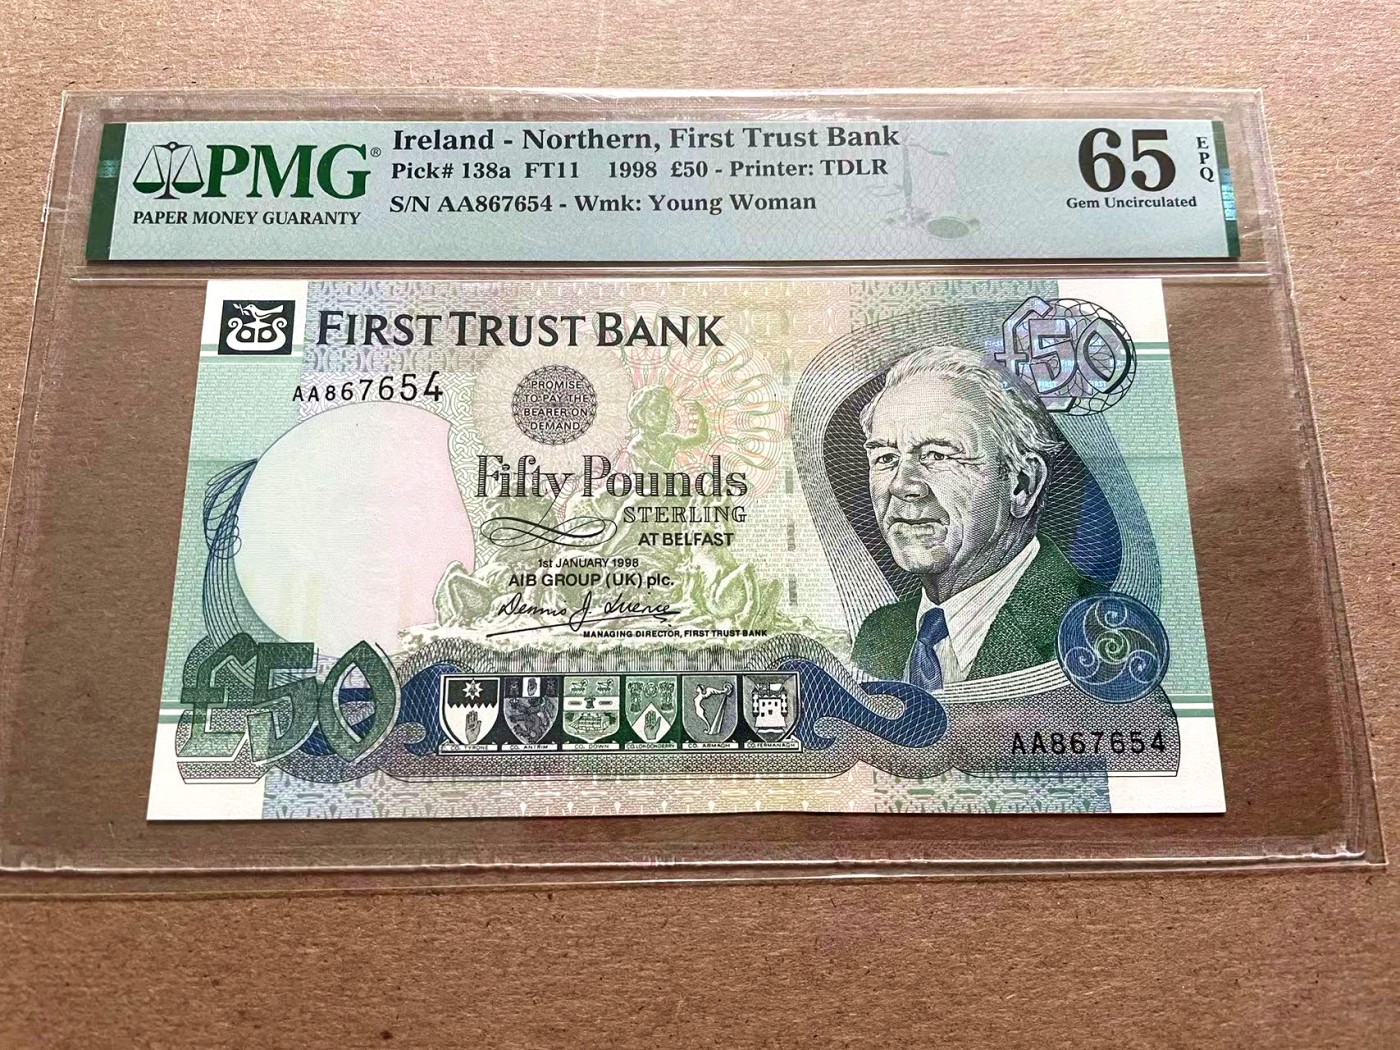 PMG®
PAPER MONEY GUARANTY
Ireland - Northern, First Trust Bank
Pick# 138a FT11 1998 £50 - Printer: TDLR
S/N AA867654 - Wmk: Young Woman
65
EPQ
Gem Uncirculated
FIRST TRUST BANK
£50
AA867654
PROMISE
TO PAY THE
BEARER ON
DEMAND
Fifty Pounds
STERLING
AT BELFAST
1st JANUARY 1998
AIB GROUP (UK) plc.
MANAGING DIRECTOR, FIRST TRUST BANK
£50
CO. TYRONE
CO. ANTRIM
CO. DOWN
CO. LONDONDERRY
CO. ARMAGH
CO. FERMANAGH
AA867654